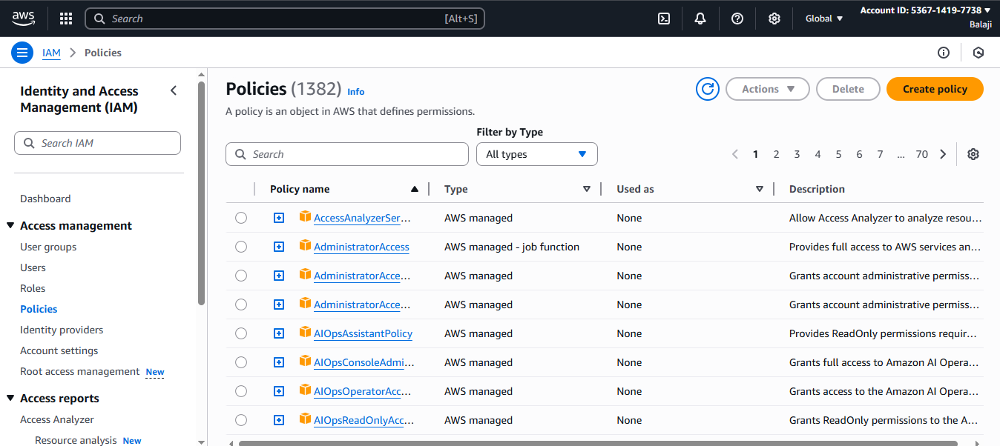 aws
Search
[Alt+S]
Global
Account ID: 5367-1419-7738
Balaji
IAM
Policies
Identity and Access
Management (IAM)
Search IAM
Dashboard
Access management
User groups
Users
Roles
Policies
Identity providers
Account settings
Root access management New
Access reports
Access Analyzer
Resource analysis New
Policies (1382) Info
Actions
Delete
Create policy
A policy is an object in AWS that defines permissions.
Filter by Type
Search
All types
1 2 3 4 5 6 7 ... 70
Policy name Type Used as Description
AccessAnalyzerSer... AWS managed None Allow Access Analyzer to analyze resou...
AdministratorAccess AWS managed - job function None Provides full access to AWS services an...
AdministratorAcce... AWS managed None Grants account administrative permiss...
AdministratorAcce... AWS managed None Grants account administrative permiss...
AIOpsAssistantPolicy AWS managed None Provides ReadOnly permissions requir...
AIOpsConsoleAdmi... AWS managed None Grants full access to Amazon AI Opera...
AIOpsOperatorAcc... AWS managed None Grants access to the Amazon AI Opera...
AIOpsReadOnlyAcc... AWS managed None Grants ReadOnly permissions to the A...